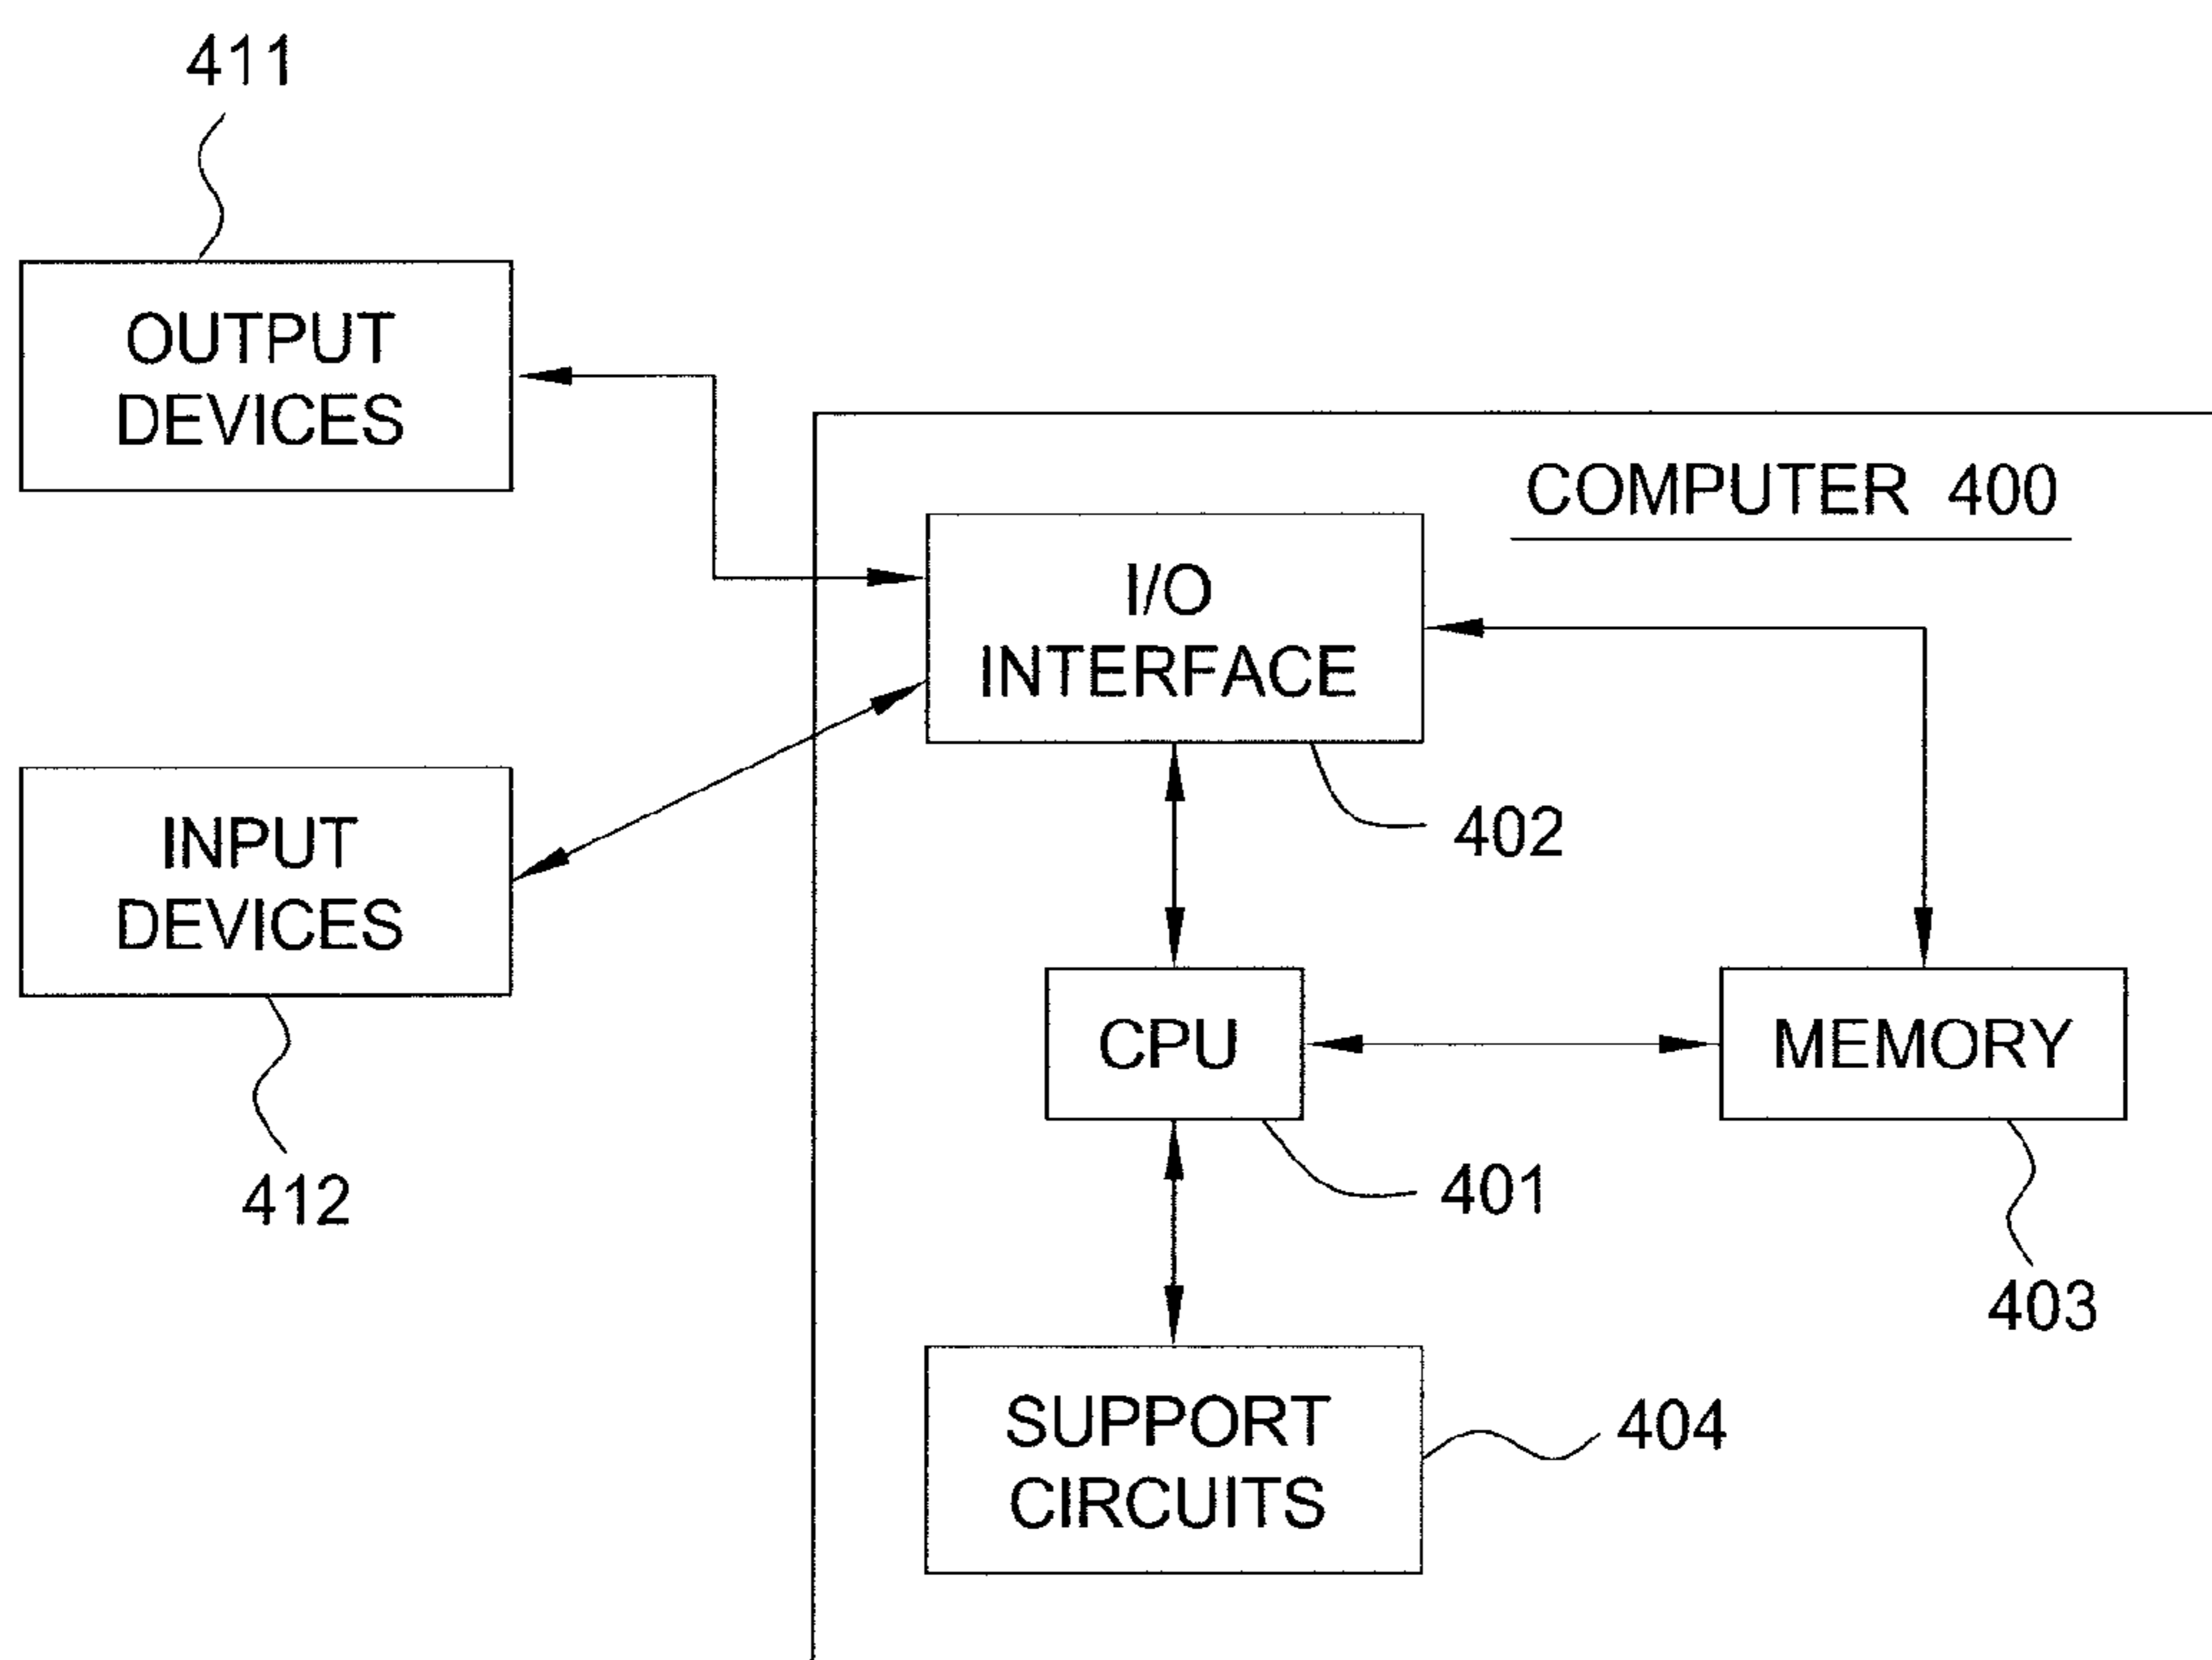 411
OUTPUT
DEVICES
COMPUTER 400
I/O
INTERFACE
402
INPUT
DEVICES
412
CPU
401
MEMORY
403
SUPPORT
CIRCUITS
404